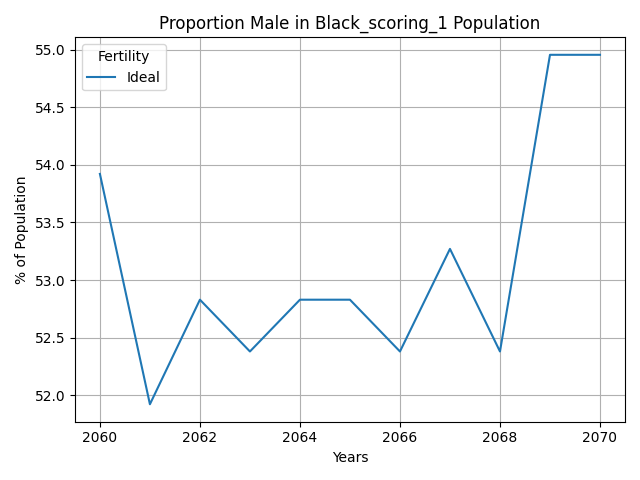 Proportion Male in Black_scoring_1 Population
Fertility
Ideal
% of Population
55.0
54.5
54.0
53.5
53.0
52.5
52.0
2060 2062 2064 2066 2068 2070
Years